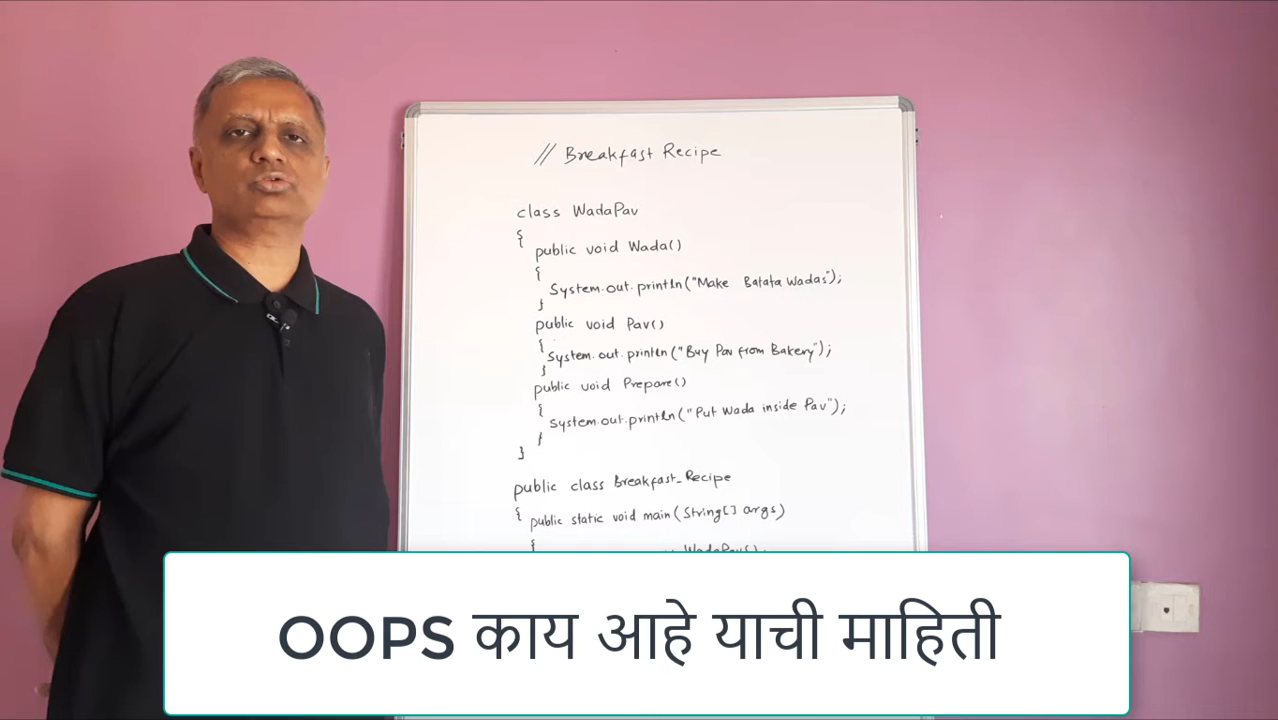 // Breakfast Recipe
class WadaPav
{
public void Wada()
{
System.out.println("Make Batata Wadas");
}
public void Pav()
{
System.out.println("Buy Pav from Bakery");
}
public void Prepare()
{
System.out.println("Put Wada inside Pav");
}
}
public class Breakfast_Recipe
{ public static void main(String[] args)
{
WadaPav();
OOPS काय आहे याची माहिती